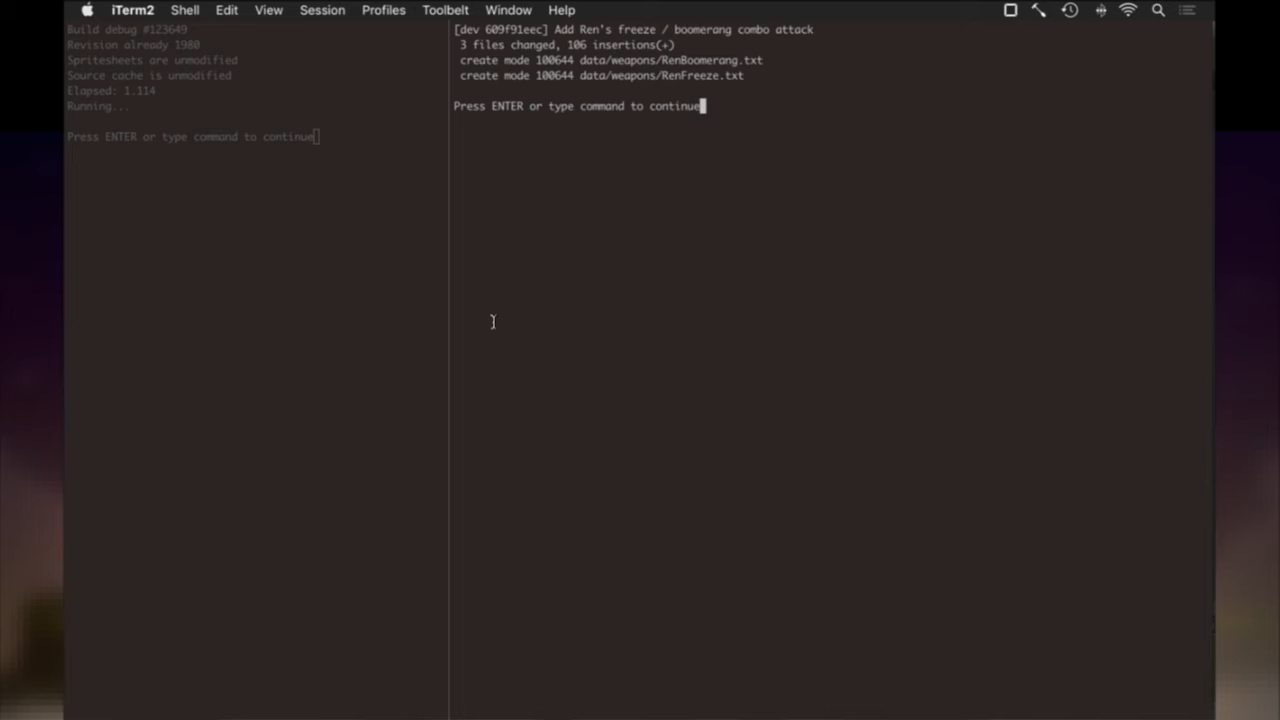 iTerm2 Shell Edit View Session Profiles Toolbelt Window Help
Build debug #123649
Revision already 1980
Spritesheets are unmodified
Source cache is unmodified
Elapsed: 1.114
Running...
Press ENTER or type command to continue
[dev 609f91eec] Add Ren's freeze / boomerang combo attack
3 files changed, 106 insertions(+)
create mode 100644 data/weapons/RenBoomerang.txt
create mode 100644 data/weapons/RenFreeze.txt
Press ENTER or type command to continue